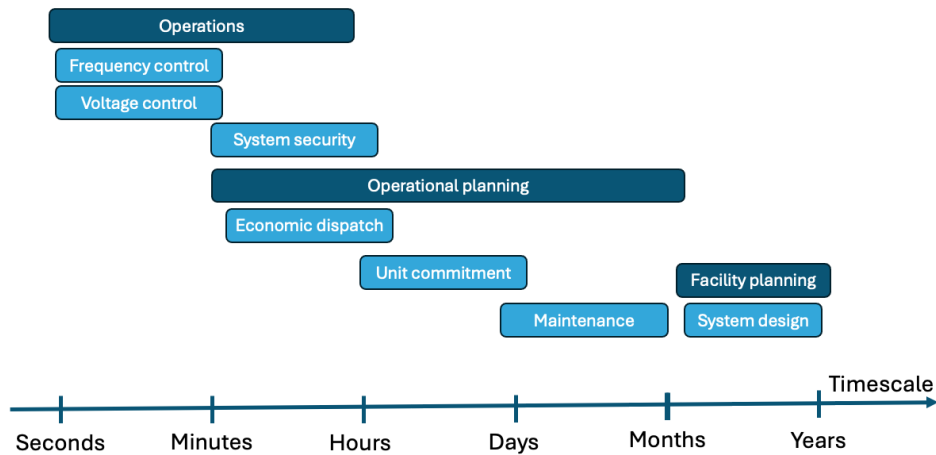 Operations
Frequency control
Voltage control
System security
Operational planning
Economic dispatch
Unit commitment
Facility planning
Maintenance
System design
Timescale
Seconds
Minutes
Hours
Days
Months
Years